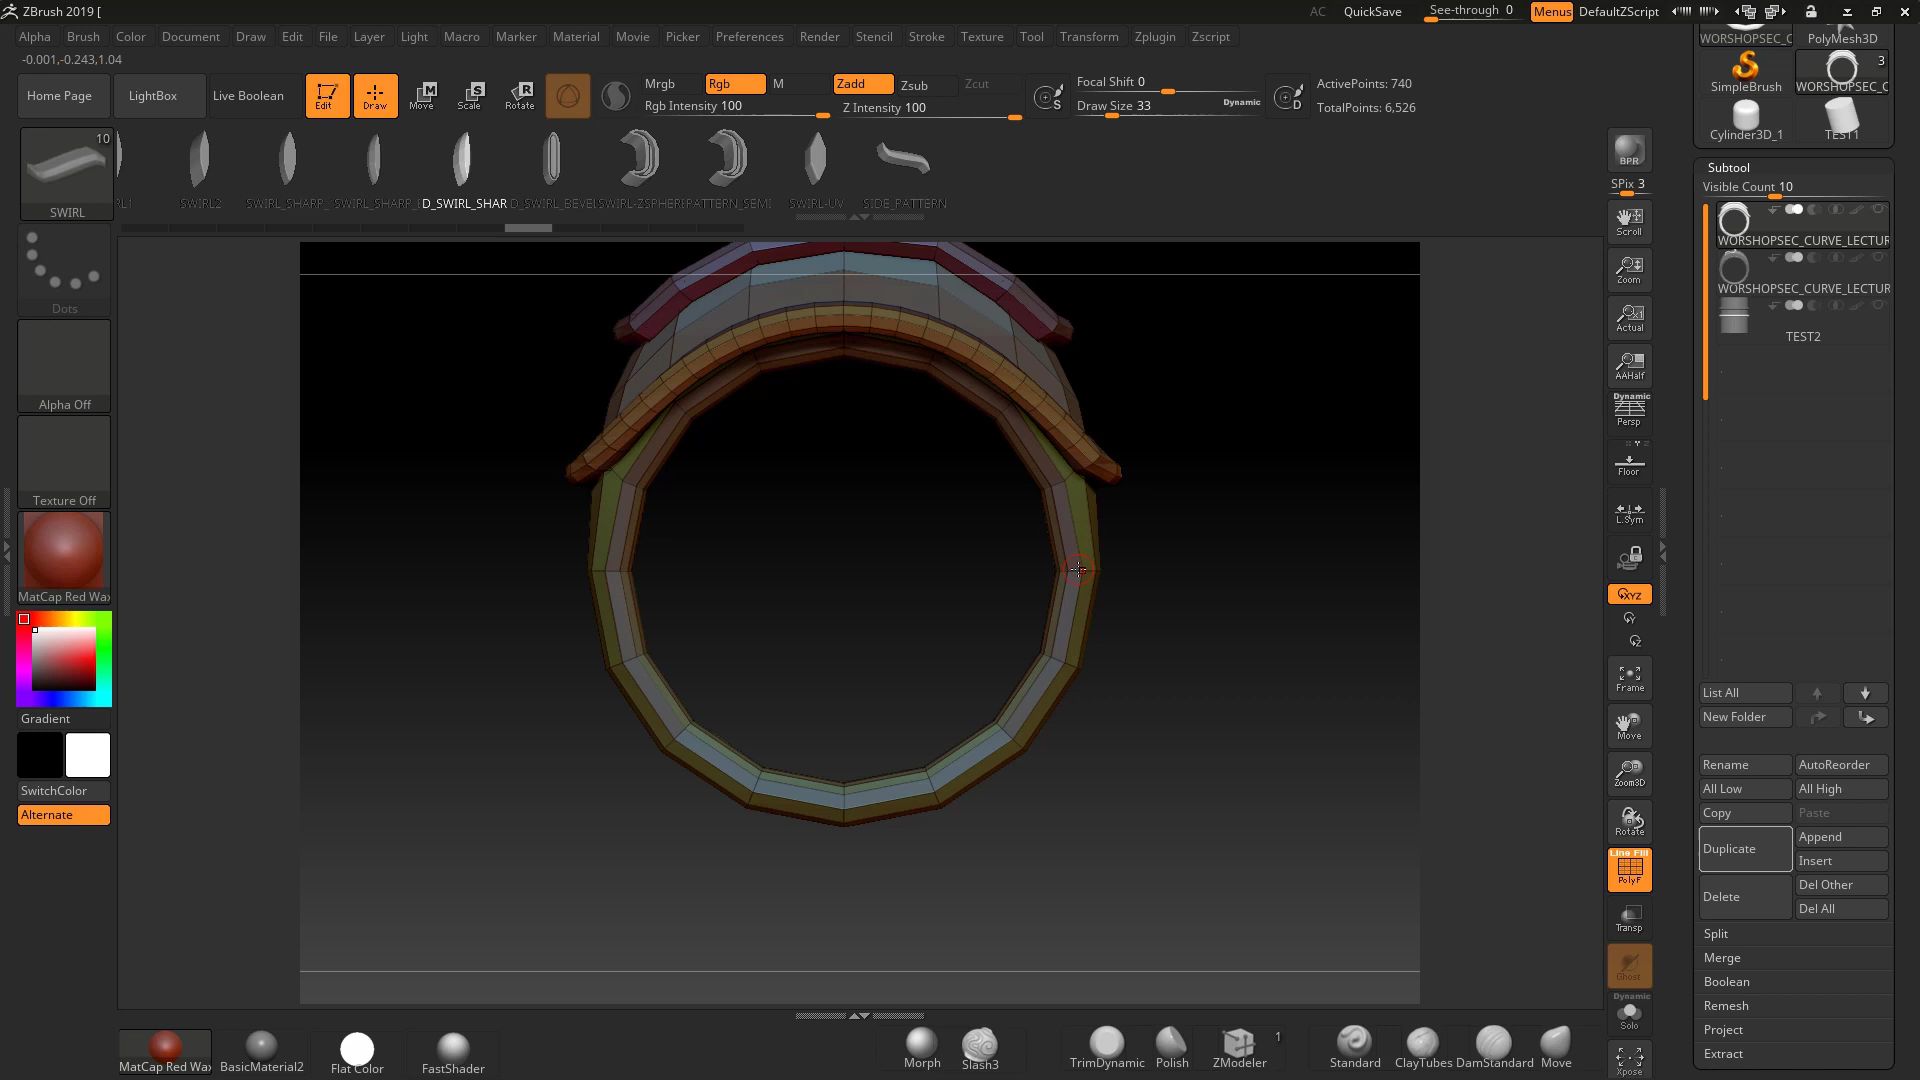 ZBrush 2019 [
AC QuickSave See-through 0 Menus DefaultZScript
Alpha Brush Color Document Draw Edit File Layer Light Macro Marker Material Movie Picker Preferences Render Stencil Stroke Texture Tool Transform Zplugin Zscript
-0.001,-0.243,1.04
Home Page LightBox Live Boolean Edit Draw Move Scale Rotate
Mrgb Rgb M Zadd Zsub Zcut
Rgb Intensity 100 Z Intensity 100
Focal Shift 0
Draw Size 33 Dynamic
ActivePoints: 740
TotalPoints: 6,526
10
SWIRL
SWIRL2 SWIRL_SHARP_ SWIRL_SHARP_ D_SWIRL_SHAR D_SWIRL_BEVEL SWIRL-ZSPHERE PATTERN_SEMI SWIRL-UV SIDE_PATTERN
Dots
Alpha Off
Texture Off
MatCap Red Wax
Gradient
SwitchColor
Alternate
BPR
SPix 3
Scroll
Zoom
Actual
AAHalf
Dynamic
Persp
Floor
L.Sym
XYZ
Frame
Move
Zoom3D
Rotate
Line Fill
PolyF
Transp
Ghost
Dynamic
Solo
Xpose
WORSHOPSEC_C PolyMesh3D
3
SimpleBrush WORSHOPSEC_C
Cylinder3D_1 TEST1
Subtool
Visible Count 10
WORSHOPSEC_CURVE_LECTUR
WORSHOPSEC_CURVE_LECTUR
TEST2
List All
New Folder
Rename AutoReorder
All Low All High
Copy Paste
Duplicate Append
Insert
Delete Del Other
Del All
Split
Merge
Boolean
Remesh
Project
Extract
MatCap Red Wax BasicMaterial2 Flat Color FastShader Morph Slash3 TrimDynamic Polish ZModeler 1 Standard ClayTubes DamStandard Move